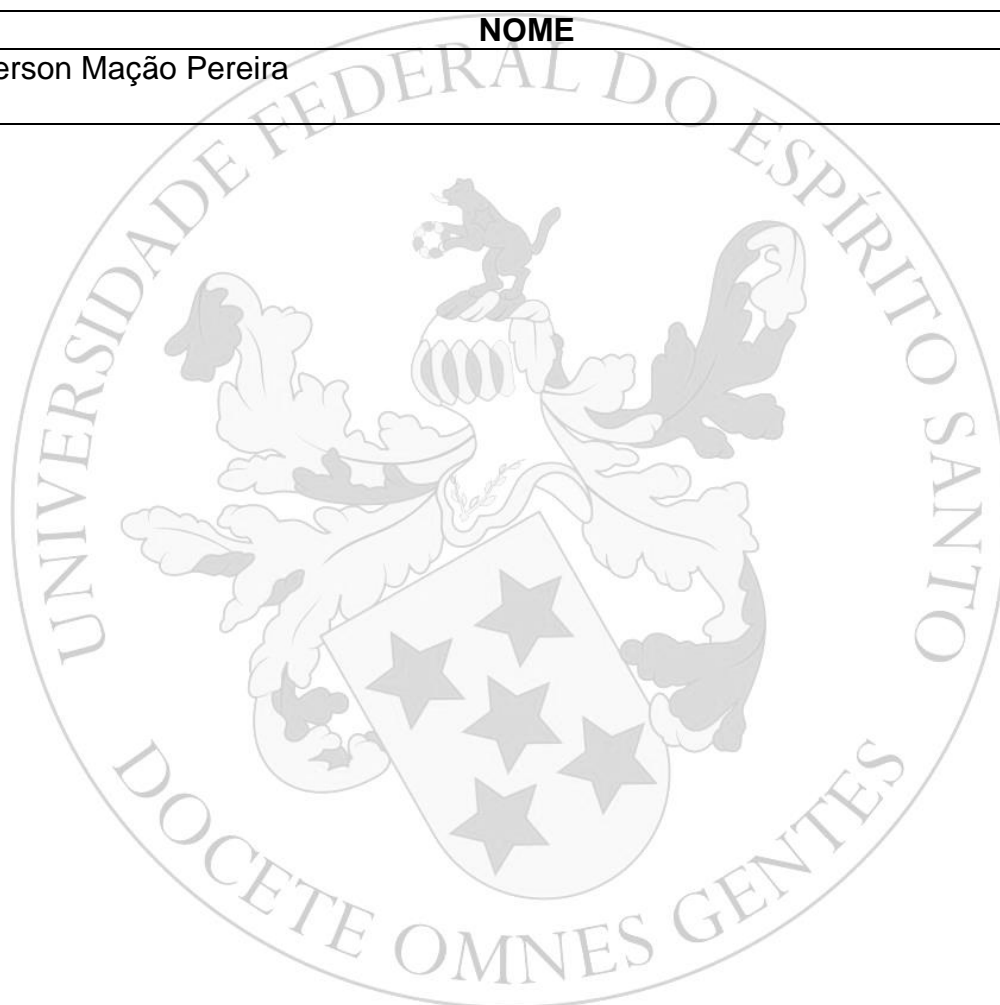 NOME
erson Mação Pereira
UNIVERSIDADE FEDERAL DO ESPÍRITO SANTO
DOCETE OMNES GENTES